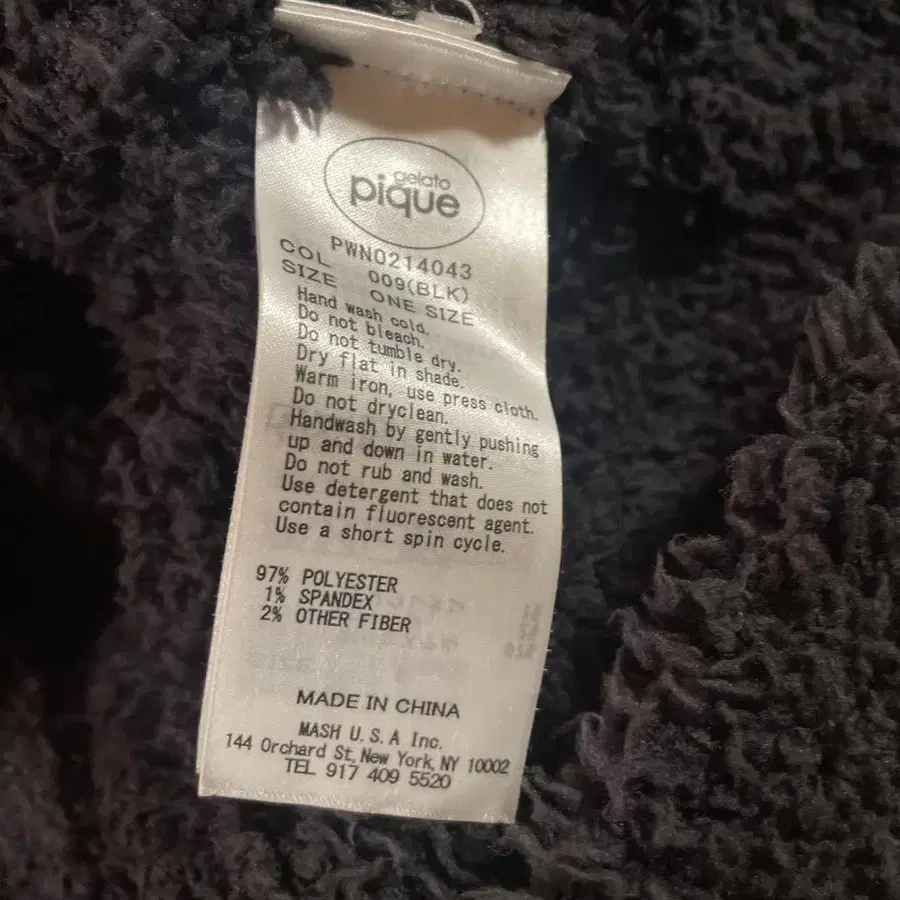 gelato
pique
PWN0214043
COL 009(BLK)
SIZE ONE SIZE
Hand wash cold.
Do not bleach.
Do not tumble dry.
Dry flat in shade.
Warm iron, use press cloth.
Do not dryclean.
Handwash by gently pushing
up and down in water.
Do not rub and wash.
Use detergent that does not
contain fluorescent agent.
Use a short spin cycle.
97% POLYESTER
1% SPANDEX
2% OTHER FIBER
MADE IN CHINA
MASH U.S.A Inc.
144 Orchard St, New York, NY 10002
TEL 917 409 5520